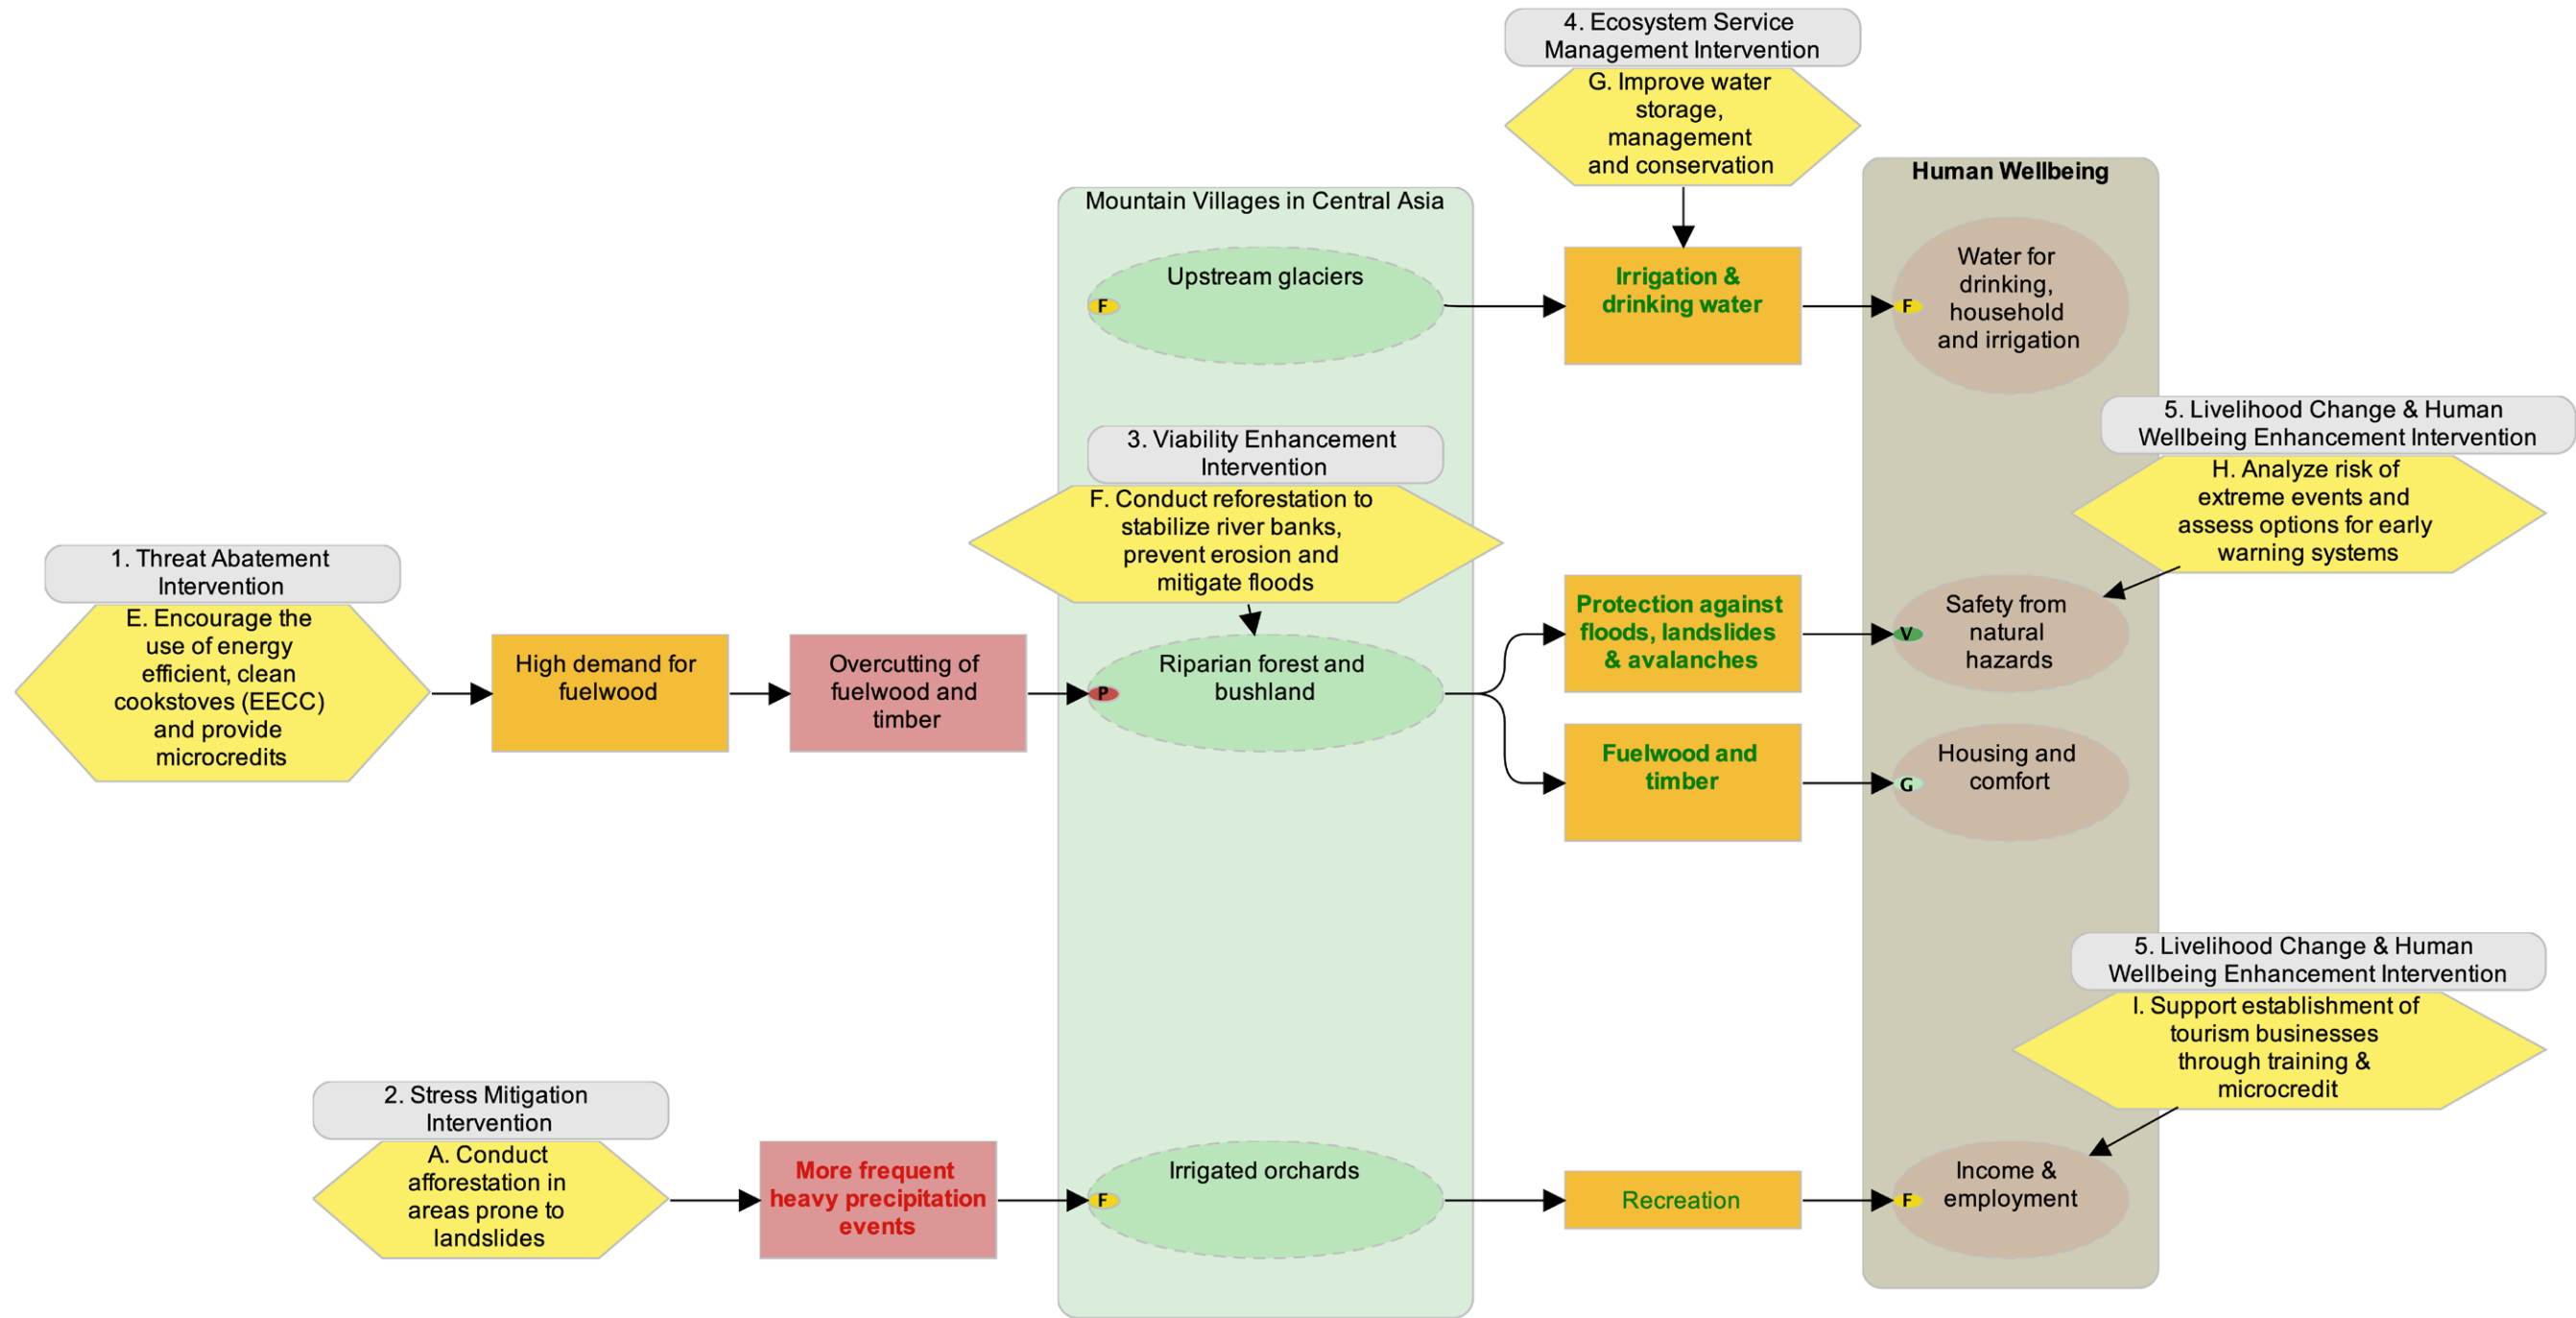 4. Ecosystem Service
Management Intervention
G. Improve water
storage,
management
and conservation
Human Wellbeing
Mountain Villages in Central Asia
Upstream glaciers
F
Irrigation &
drinking water
F
Water for
drinking,
household
and irrigation
5. Livelihood Change & Human
Wellbeing Enhancement Intervention
H. Analyze risk of
extreme events and
assess options for early
warning systems
3. Viability Enhancement
Intervention
F. Conduct reforestation to
stabilize river banks,
prevent erosion and
mitigate floods
1. Threat Abatement
Intervention
E. Encourage the
use of energy
efficient, clean
cookstoves (EECC)
and provide
microcredits
High demand for
fuelwood
Overcutting of
fuelwood and
timber
P
Riparian forest and
bushland
Protection against
floods, landslides
& avalanches
V
Safety from
natural
hazards
Fuelwood and
timber
G
Housing and
comfort
5. Livelihood Change & Human
Wellbeing Enhancement Intervention
I. Support establishment of
tourism businesses
through training &
microcredit
2. Stress Mitigation
Intervention
A. Conduct
afforestation in
areas prone to
landslides
More frequent
heavy precipitation
events
F
Irrigated orchards
Recreation
F
Income &
employment